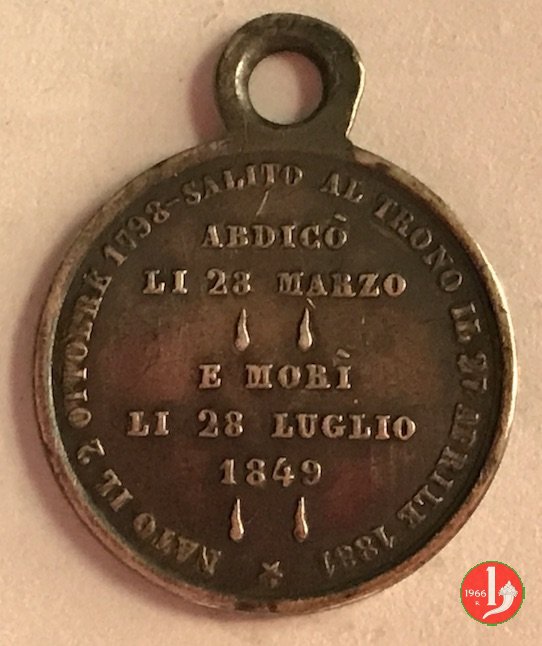 NATO IL 2 OTTOBRE 1798-SALITO AL TRONO IL 27 APRILE 1831
ABDICÒ
LI 23 MARZO
E MORÌ
LI 28 LUGLIO
1849
1966
R